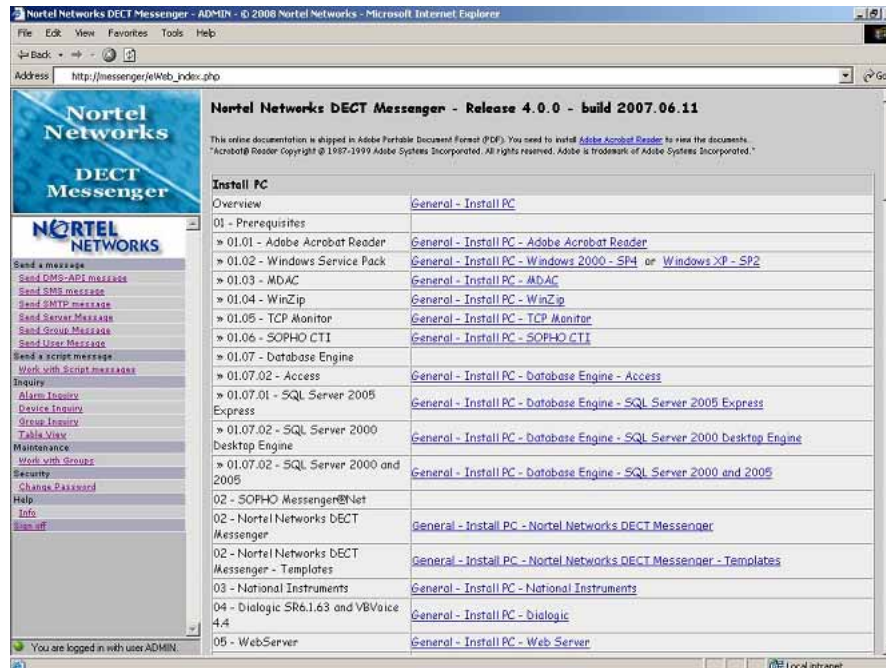 Nortel Networks DECT Messenger - ADMIN - © 2008 Nortel Networks - Microsoft Internet Explorer
File Edit View Favorites Tools Help
Back
Address http://messenger/eWeb_index.php Go
Nortel
Networks
DECT
Messenger
NORTEL
NETWORKS
Send a message
Send DMS-API message
Send SMS message
Send SMTP message
Send Server Message
Send Group Message
Send User Message
Send a script message
Work with Script messages
Inquiry
Alarm Inquiry
Device Inquiry
Group Inquiry
Table View
Maintenance
Work with Groups
Security
Change Password
Help
Info
Sign off
You are logged in with user ADMIN.
Nortel Networks DECT Messenger - Release 4.0.0 - build 2007.06.11
This online documentation is shipped in Adobe Portable Document Format (PDF). You need to install Adobe Acrobat Reader to view the documents.
"Acrobat® Reader Copyright @ 1987-1999 Adobe Systems Incorporated. All rights reserved. Adobe is trademark of Adobe Systems Incorporated."
Install PC
Overview General - Install PC
01 - Prerequisites
» 01.01 - Adobe Acrobat Reader General - Install PC - Adobe Acrobat Reader
» 01.02 - Windows Service Pack General - Install PC - Windows 2000 - SP4 or Windows XP - SP2
» 01.03 - MDAC General - Install PC - MDAC
» 01.04 - WinZip General - Install PC - WinZip
» 01.05 - TCP Monitor General - Install PC - TCP Monitor
» 01.06 - SOPHO CTI General - Install PC - SOPHO CTI
» 01.07 - Database Engine
» 01.07.02 - Access General - Install PC - Database Engine - Access
» 01.07.01 - SQL Server 2005
Express General - Install PC - Database Engine - SQL Server 2005 Express
» 01.07.02 - SQL Server 2000
Desktop Engine General - Install PC - Database Engine - SQL Server 2000 Desktop Engine
» 01.07.02 - SQL Server 2000 and
2005 General - Install PC - Database Engine - SQL Server 2000 and 2005
02 - SOPHO Messenger®Net
02 - Nortel Networks DECT
Messenger General - Install PC - Nortel Networks DECT Messenger
02 - Nortel Networks DECT
Messenger - Templates General - Install PC - Nortel Networks DECT Messenger - Templates
03 - National Instruments General - Install PC - National Instruments
04 - Dialogic SR6.1.63 and VBVoice
4.4 General - Install PC - Dialogic
05 - WebServer General - Install PC - Web Server
Local intranet